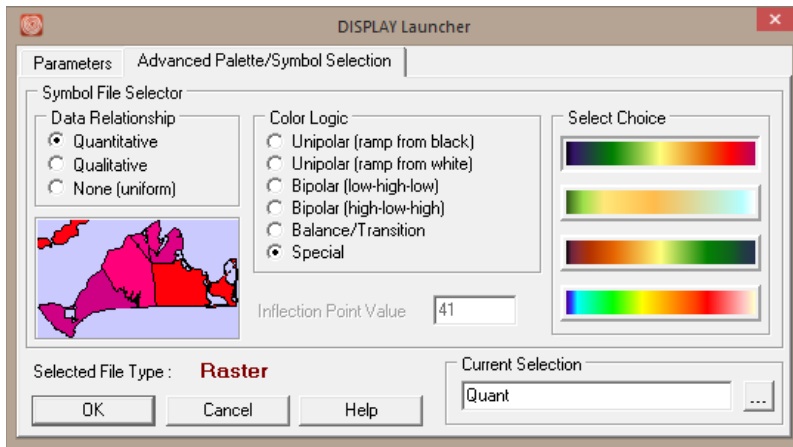 DISPLAY Launcher
×
Parameters
Advanced Palette/Symbol Selection
Symbol File Selector
Data Relationship
Quantitative
Qualitative
None (uniform)
Color Logic
Unipolar (ramp from black)
Unipolar (ramp from white)
Bipolar (low-high-low)
Bipolar (high-low-high)
Balance/Transition
Special
Select Choice
Inflection Point Value 41
Selected File Type : Raster
Current Selection
Quant ...
OK Cancel Help